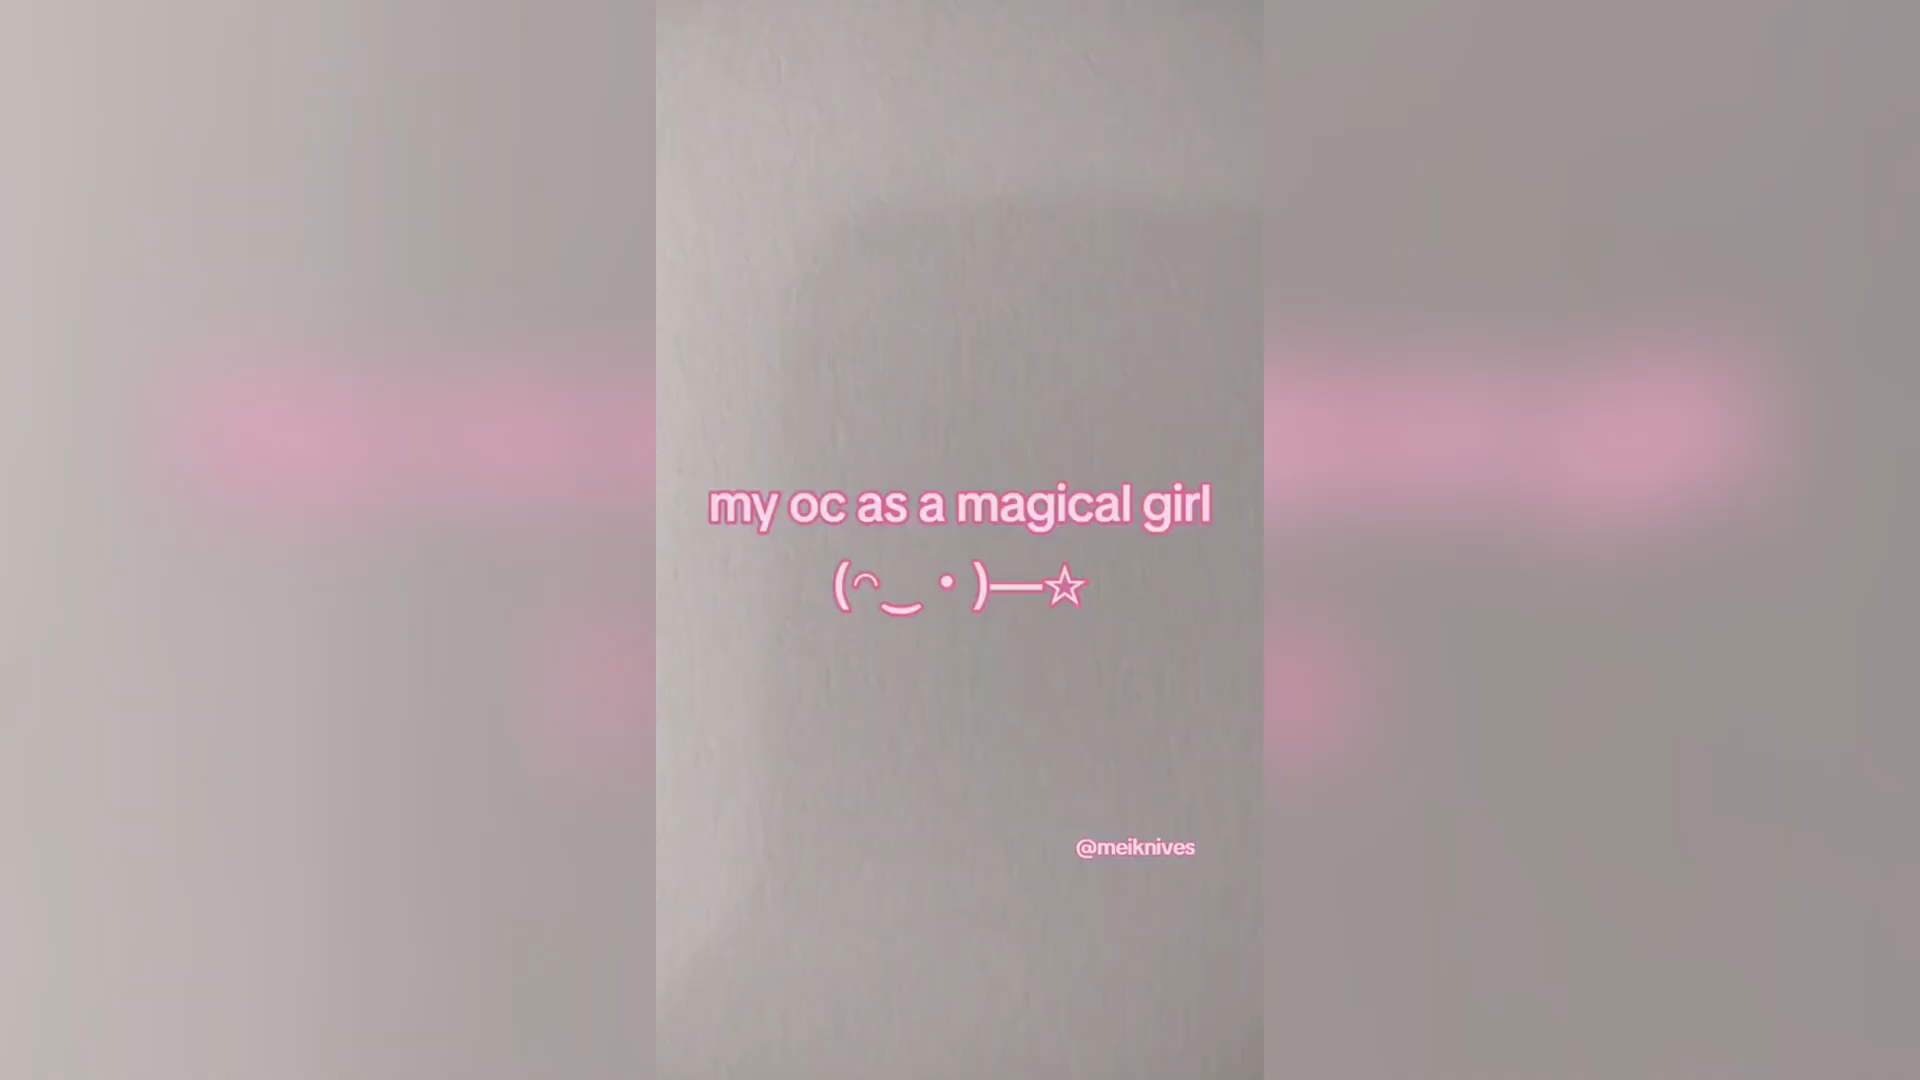 my oc as a magical girl
(◠‿・)—☆
@meiknives